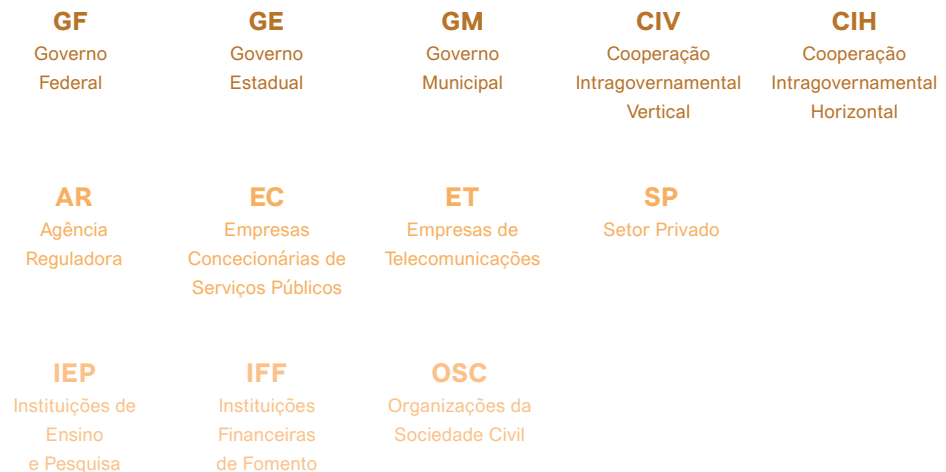 GF
Governo
Federal
GE
Governo
Estadual
GM
Governo
Municipal
CIV
Cooperação
Intragovernamental
Vertical
CIH
Cooperação
Intragovernamental
Horizontal
AR
Agência
Reguladora
EC
Empresas
Concecionárias de
Serviços Públicos
ET
Empresas de
Telecomunicações
SP
Setor Privado
IEP
Instituições de
Ensino
e Pesquisa
IFF
Instituições
Financeiras
de Fomento
OSC
Organizações da
Sociedade Civil